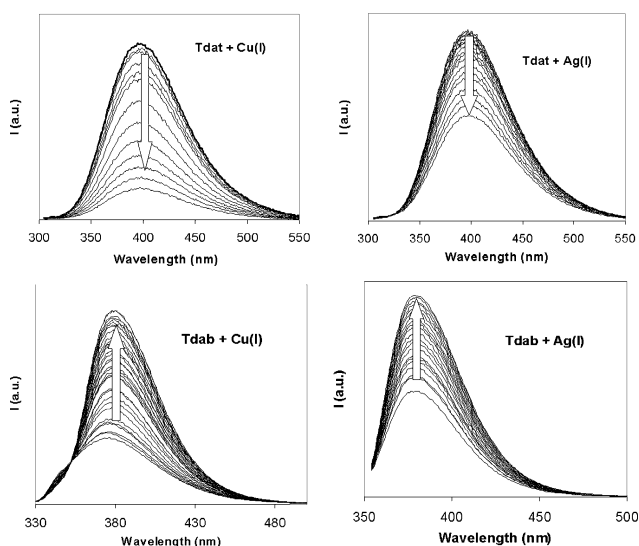 Tdat + Cu(I)
I (a.u.)
300 350 400 450 500 550
Wavelength (nm)
Tdat + Ag(I)
I (a.u.)
300 350 400 450 500 550
Wavelength (nm)
Tdab + Cu(I)
I (a.u.)
330 380 430 480
Wavelength (nm)
Tdab + Ag(I)
I (a.u.)
350 400 450 500
Wavelength (nm)